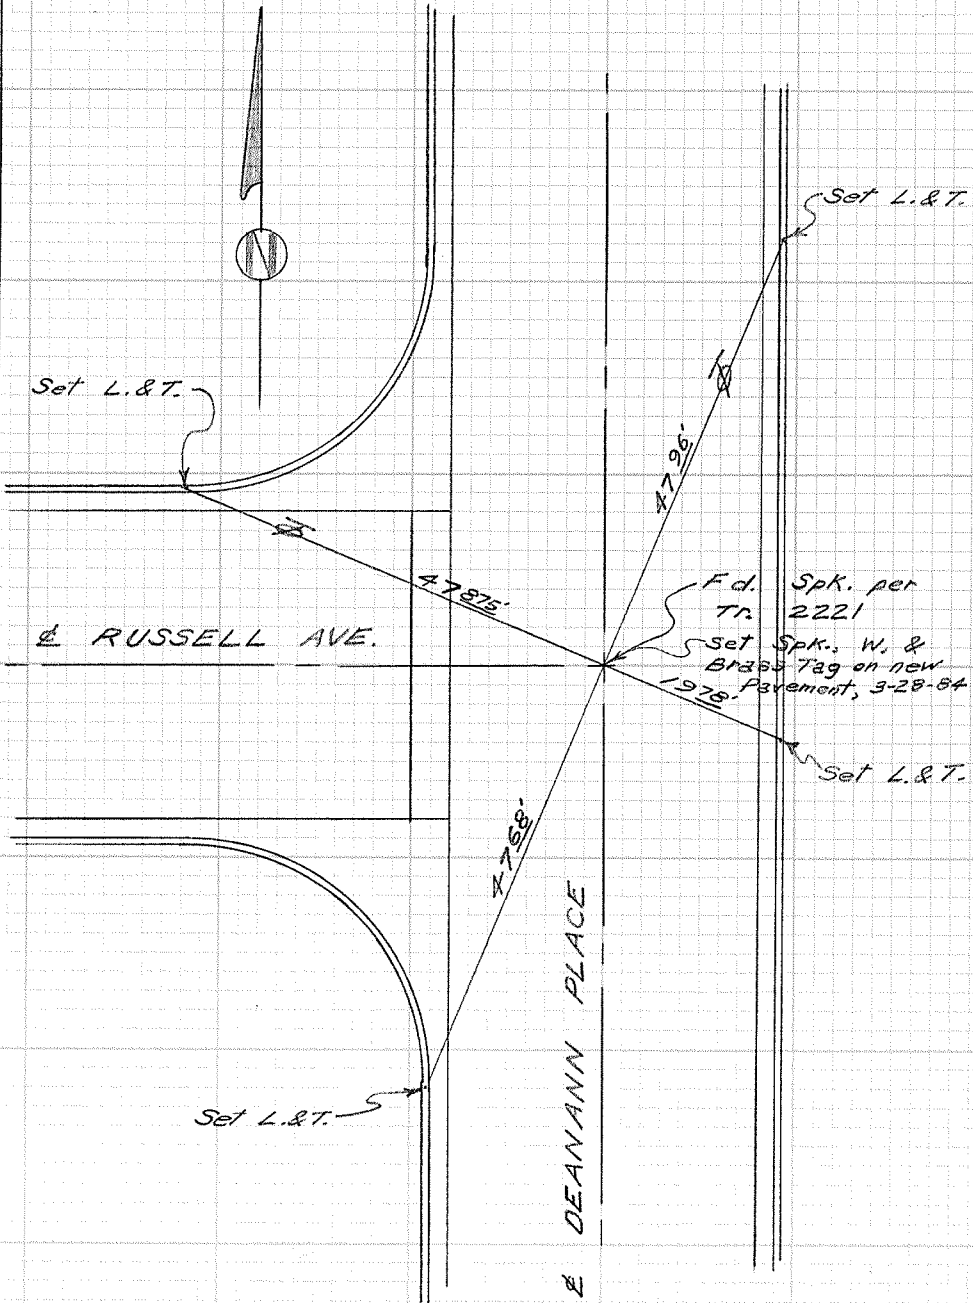 Set L.&T.
Set L.&T.
47.96'
47.875'
Fd. Spk. per
Tr. 2221
℄ RUSSELL AVE.
Set Spk., W. &
Brass Tag on new
Pavement, 3-28-84
19.78'
Set L.&T.
47.68'
℄ DEANANN PLACE
Set L.&T.